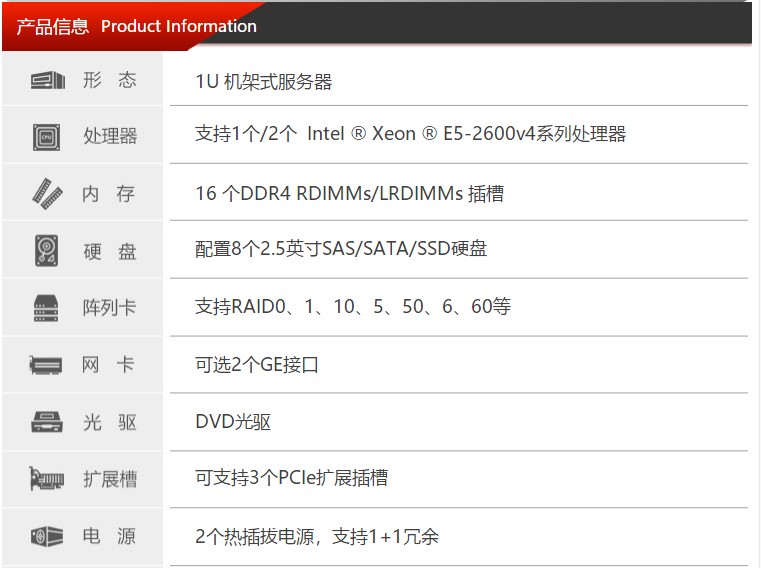 产品信息 Product Information
形 态 1U 机架式服务器
CPU
处理器 支持1个/2个 Intel ® Xeon ® E5-2600v4系列处理器
内 存 16 个DDR4 RDIMMs/LRDIMMs 插槽
硬 盘 配置8个2.5英寸SAS/SATA/SSD硬盘
阵列卡 支持RAID0、1、10、5、50、6、60等
网 卡 可选2个GE接口
光 驱 DVD光驱
扩展槽 可支持3个PCIe扩展插槽
电 源 2个热插拔电源，支持1+1冗余